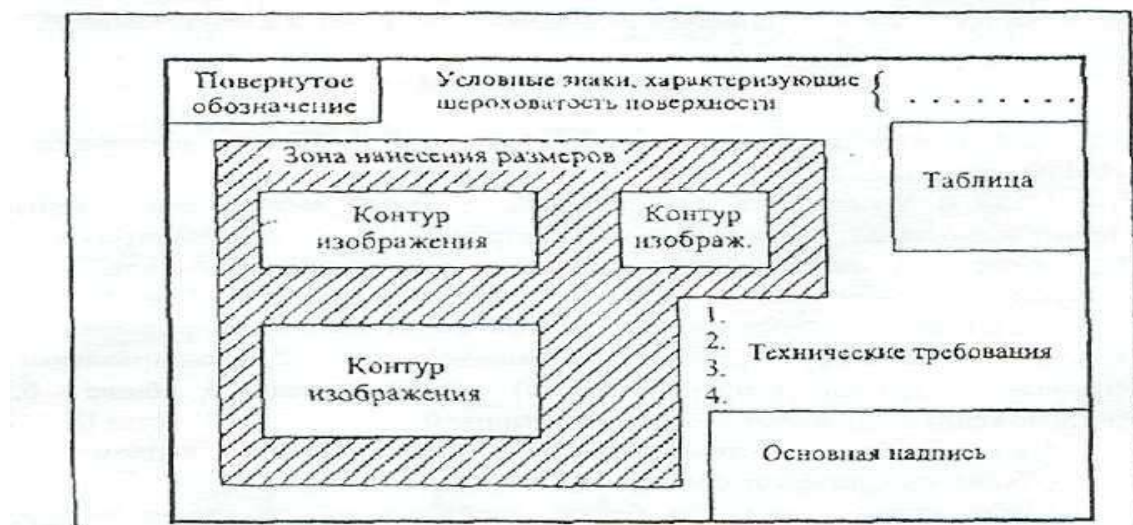 Повернутое
обозначение
Условные знаки, характеризующие
шероховатость поверхности
Зона нанесения размеров
Таблица
Контур
изображения
Контур
изображ.
1.
2.
3.
4.
Технические требования
Контур
изображения
Основная надпись